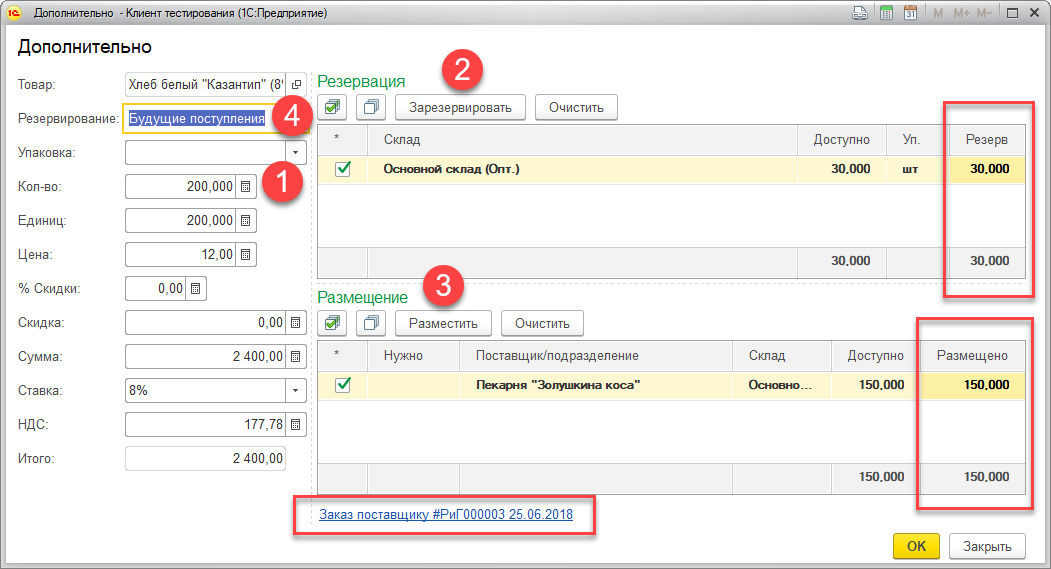 Дополнительно - Клиент тестирования (1С:Предприятие)
M M+ M-
Дополнительно
Товар: Хлеб белый "Казантип" (8%
Резервирование: Будущие поступления 4
Упаковка:
Кол-во: 200,000 1
Единиц: 200,000
Цена: 12,00
% Скидки: 0,00
Скидка: 0,00
Сумма: 2 400,00
Ставка: 8%
НДС: 177,78
Итого: 2 400,00
Резервация 2
Зарезервировать Очистить
* Склад Доступно Уп. Резерв
Основной склад (Опт.) 30,000 шт 30,000
30,000 30,000
Размещение 3
Разместить Очистить
* Нужно Поставщик/подразделение Склад Доступно Размещено
Пекарня "Золушкина коса" Основно... 150,000 150,000
150,000 150,000
Заказ поставщику #РиГ000003 25.06.2018
OK Закрыть